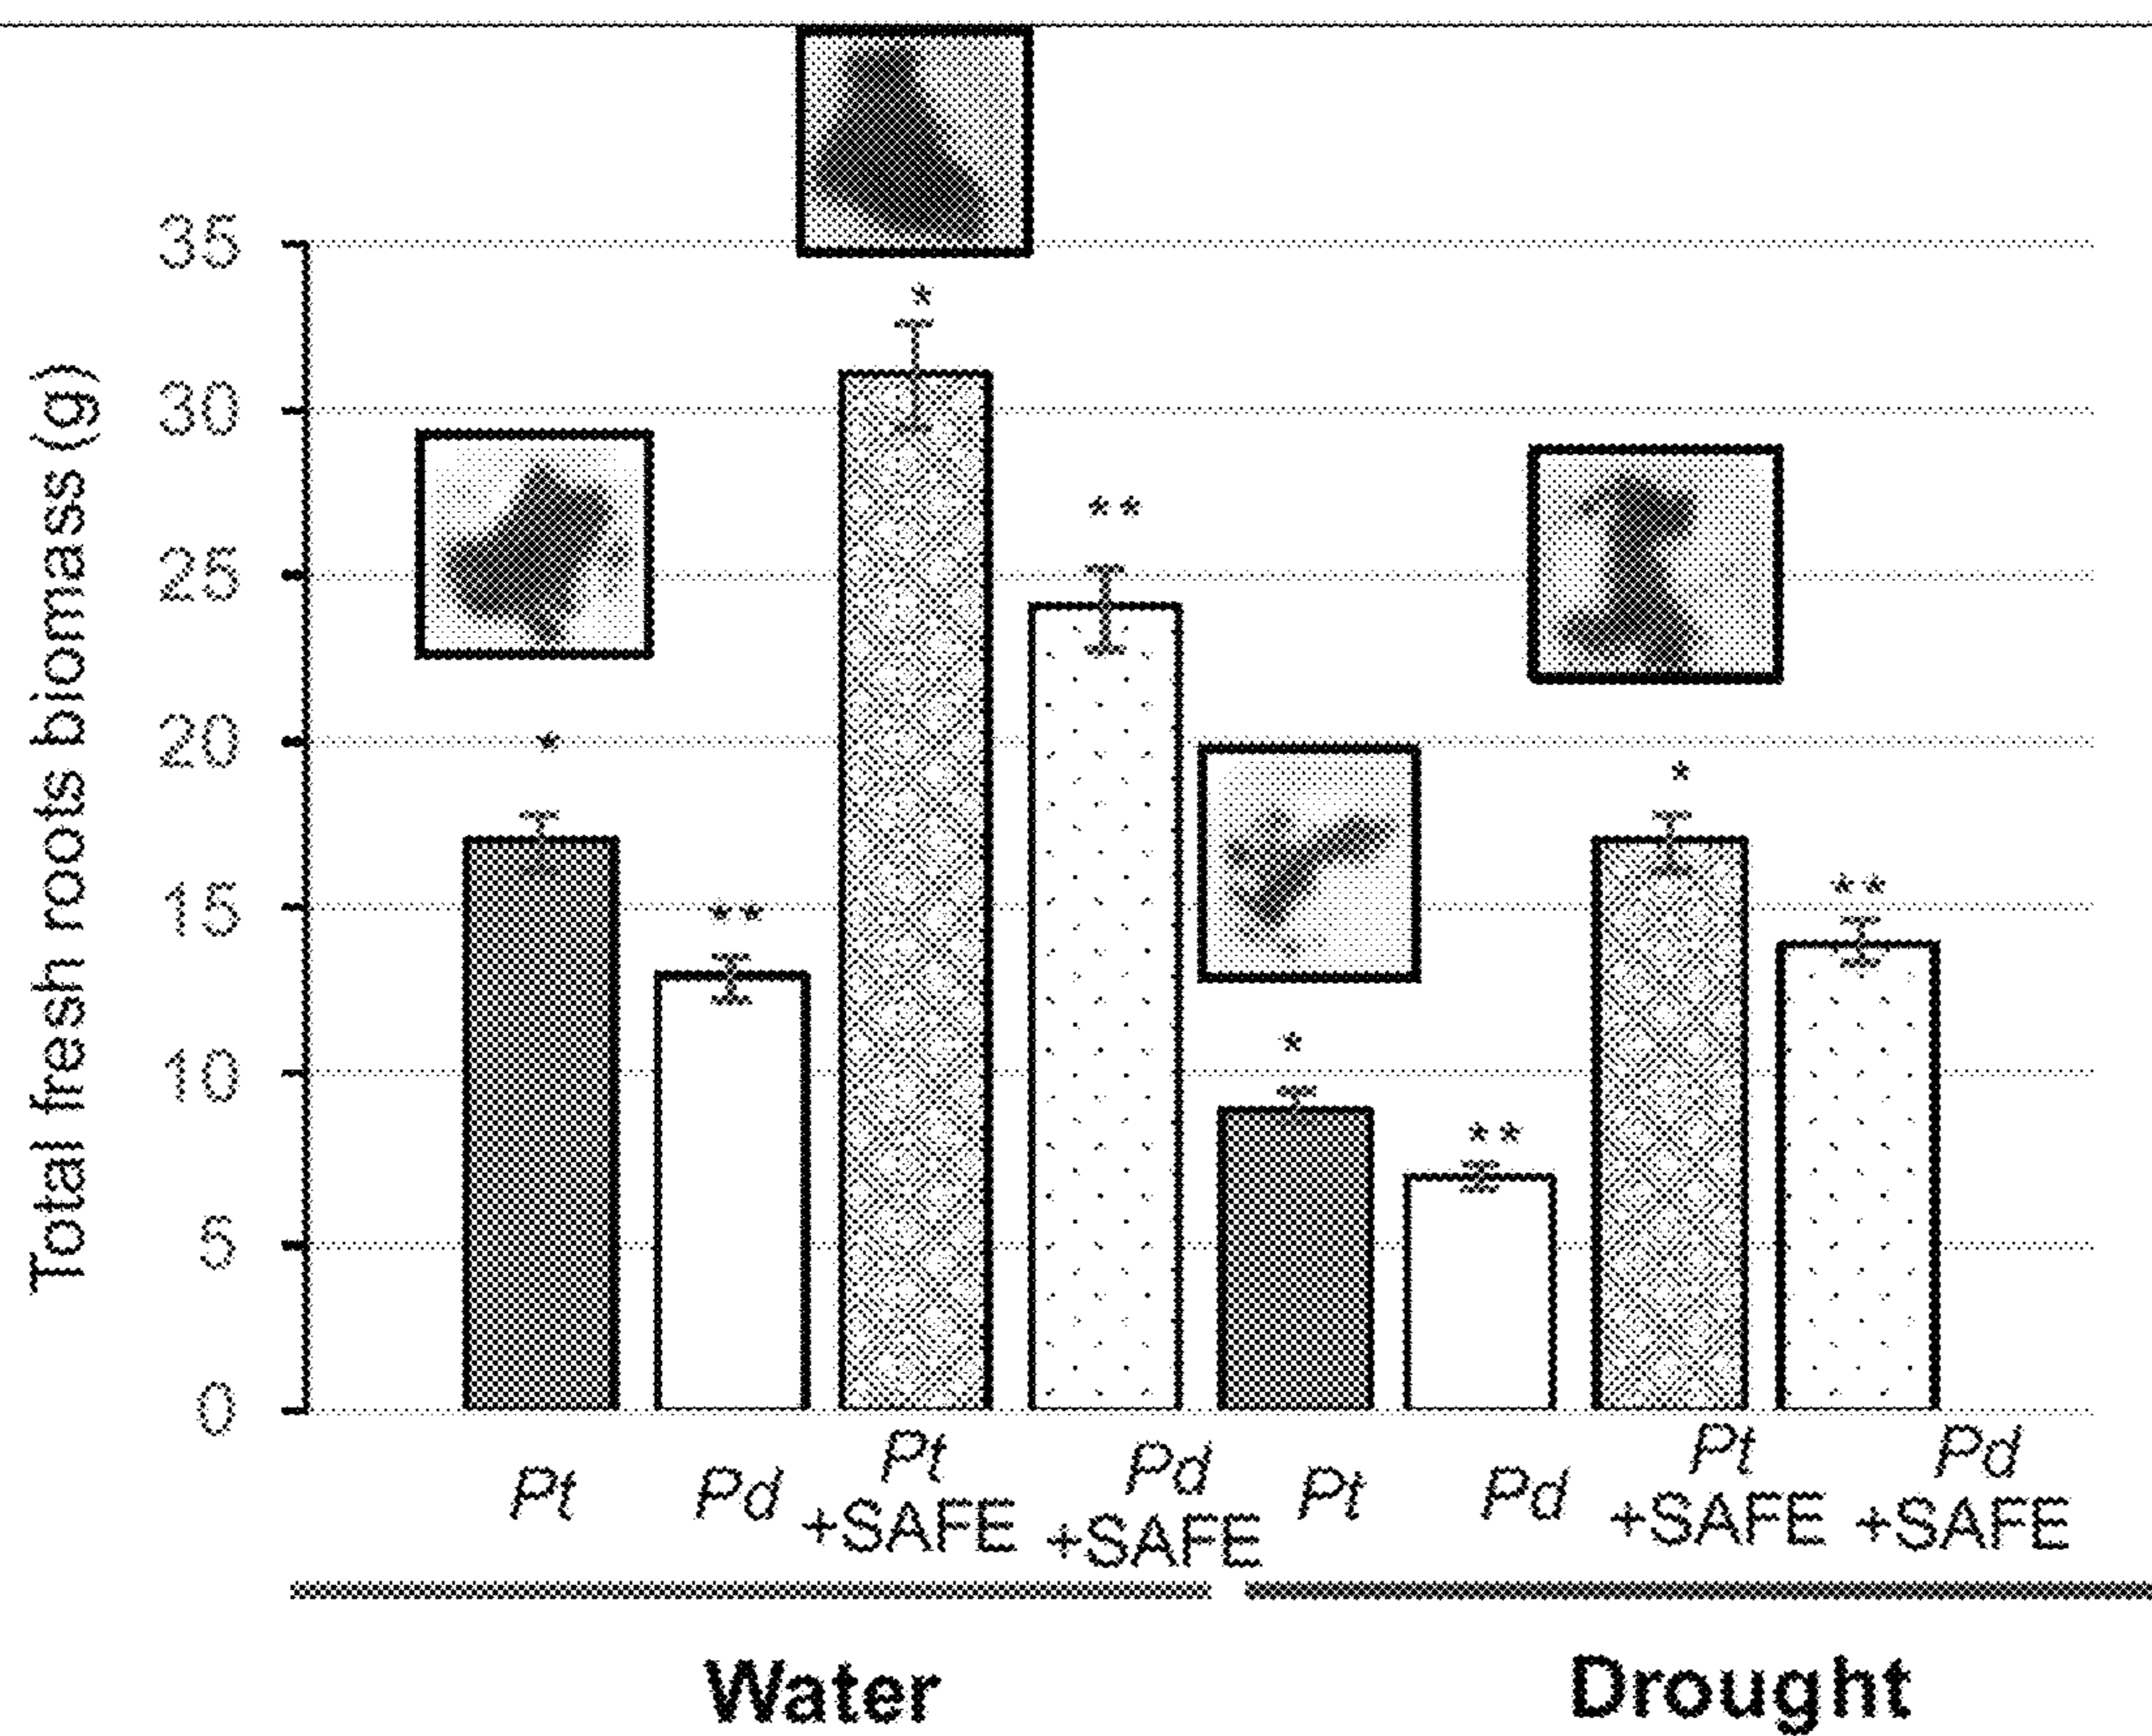 Total fresh roots biomass (g)
35
30
25
20
15
10
5
0
*
**
*
**
*
**
*
**
Pt
Pd
Pt
+SAFE
Pd
+SAFE
Pt
Pd
Pt
+SAFE
Pd
+SAFE
Water
Drought